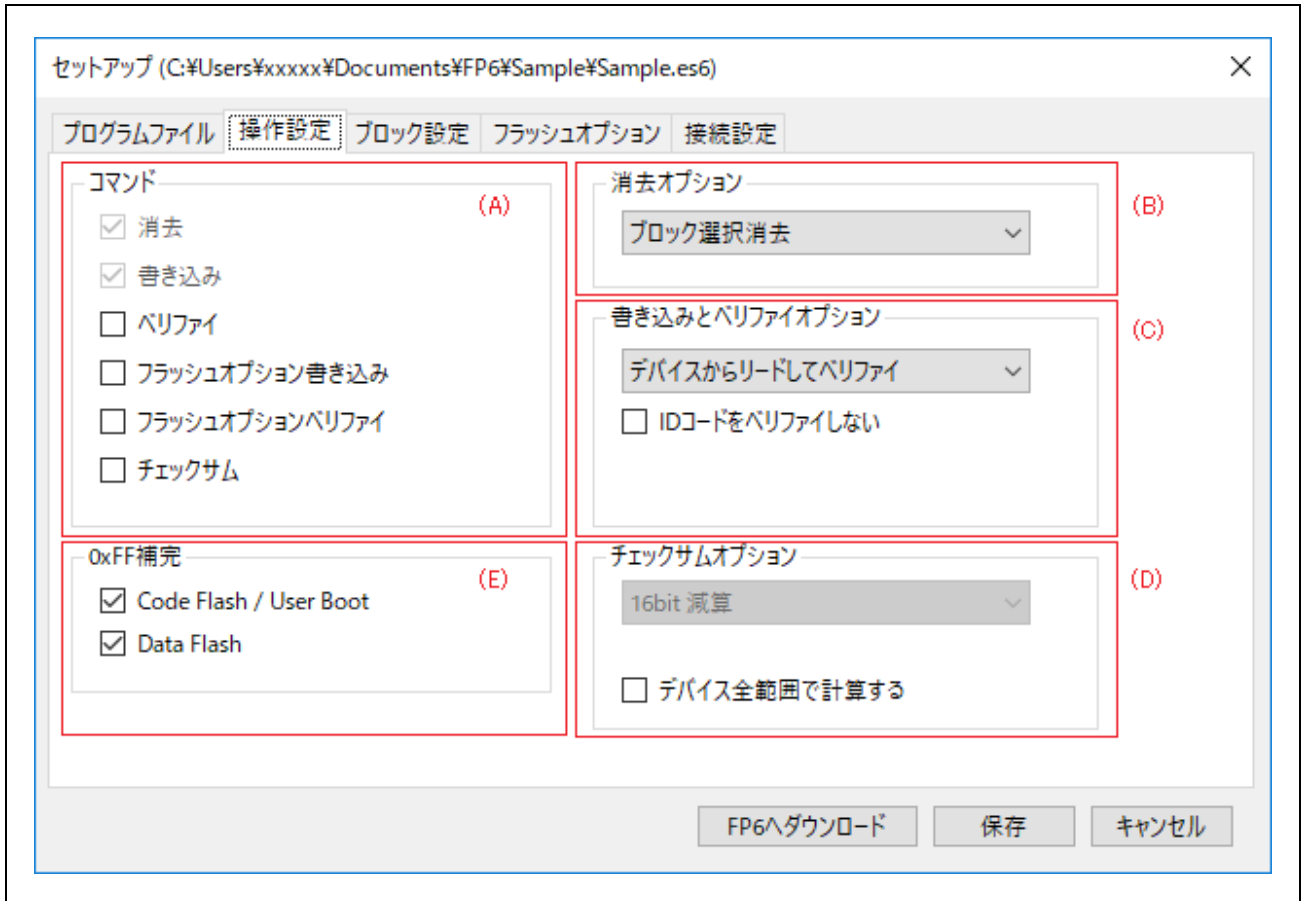 セットアップ (C:¥Users¥xxxxx¥Documents¥FP6¥Sample¥Sample.es6)
プログラムファイル 操作設定 ブロック設定 フラッシュオプション 接続設定
コマンド
(A)
消去
書き込み
ベリファイ
フラッシュオプション書き込み
フラッシュオプションベリファイ
チェックサム
消去オプション
(B)
ブロック選択消去
書き込みとベリファイオプション
(C)
デバイスからリードしてベリファイ
IDコードをベリファイしない
0xFF補完
(E)
Code Flash / User Boot
Data Flash
チェックサムオプション
(D)
16bit 減算
デバイス全範囲で計算する
FP6へダウンロード 保存 キャンセル